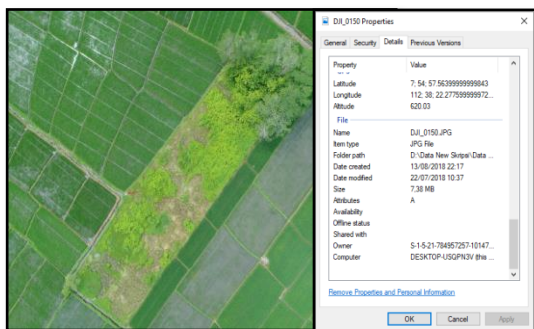 DJI_0150 Properties
General Security Details Previous Versions
Property Value
Latitude 7; 54; 57.56399999999843
Longitude 112; 38; 22.277599999972...
Altitude 620.03
File
Name DJI_0150.JPG
Item type JPG File
Folder path D:\Data New Skripsi\Data ...
Date created 13/08/2018 22:17
Date modified 22/07/2018 10:37
Size 7,38 MB
Attributes A
Availability
Offline status
Shared with
Owner S-1-5-21-784957257-10147...
Computer DESKTOP-USQPN3V (this ...
Remove Properties and Personal Information
OK Cancel Apply